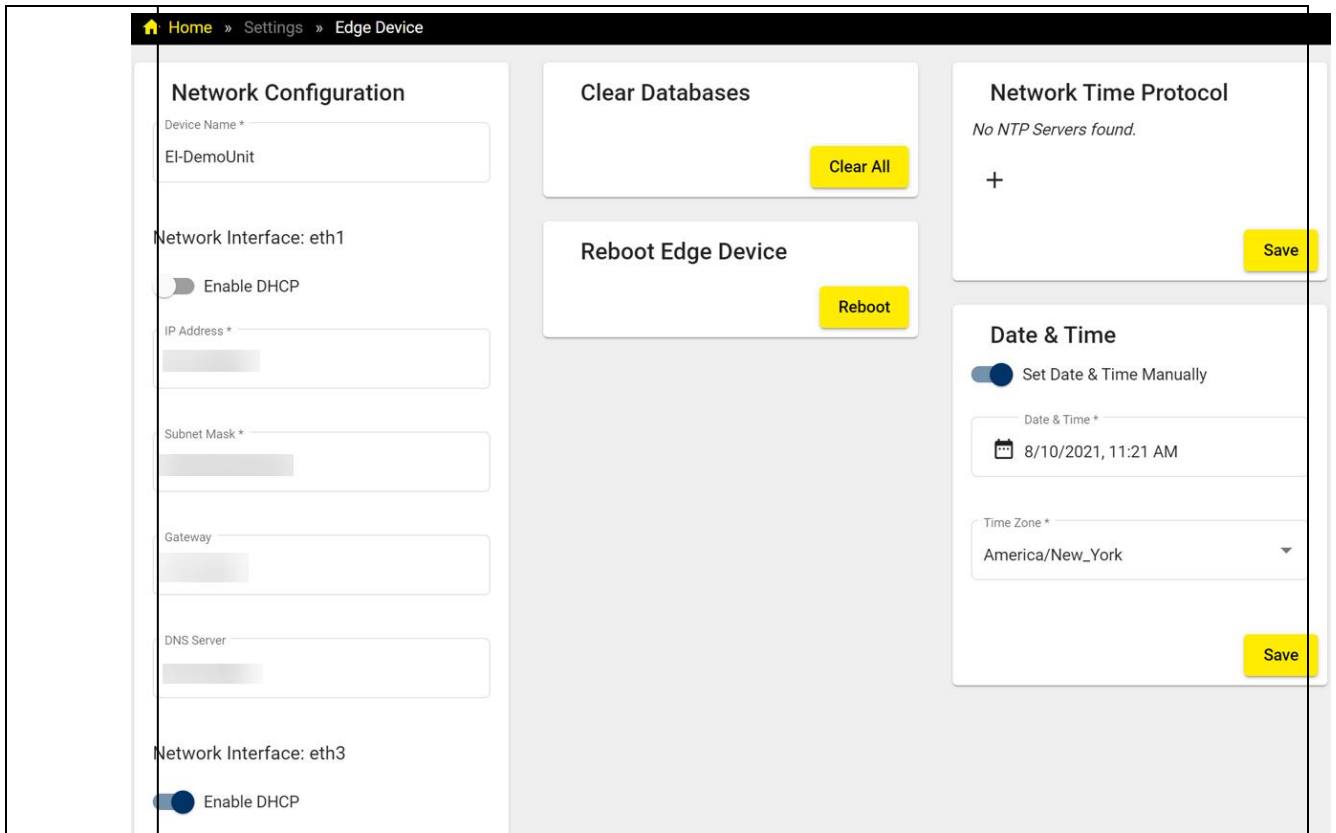 Home » Settings » Edge Device
Network Configuration
Device Name *
EI-DemoUnit
Network Interface: eth1
Enable DHCP
IP Address *
Subnet Mask *
Gateway
DNS Server
Network Interface: eth3
Enable DHCP
Clear Databases
Clear All
Reboot Edge Device
Reboot
Network Time Protocol
No NTP Servers found.
+
Save
Date & Time
Set Date & Time Manually
Date & Time *
8/10/2021, 11:21 AM
Time Zone *
America/New_York
Save